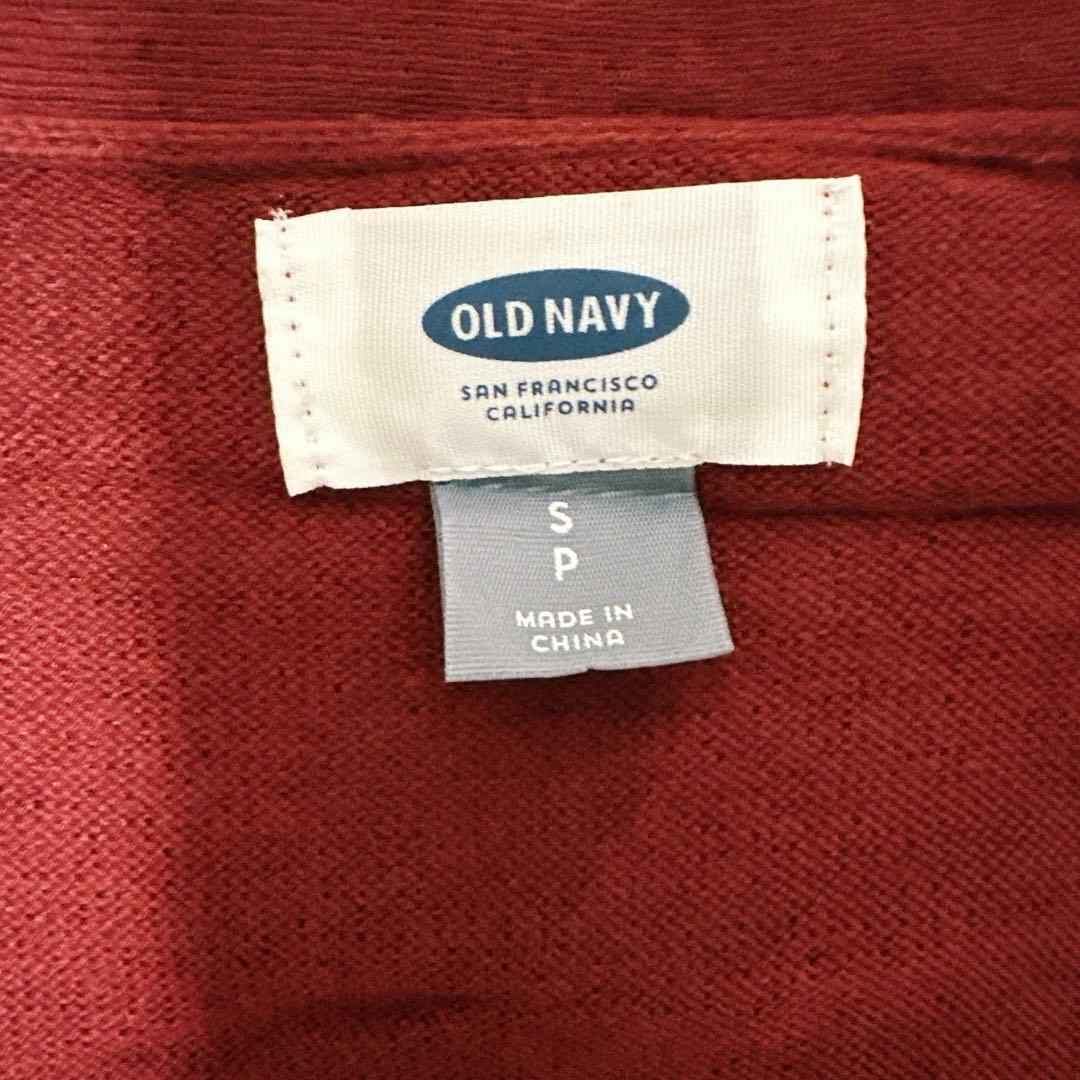 OLD NAVY
SAN FRANCISCO
CALIFORNIA
S
P
MADE IN
CHINA